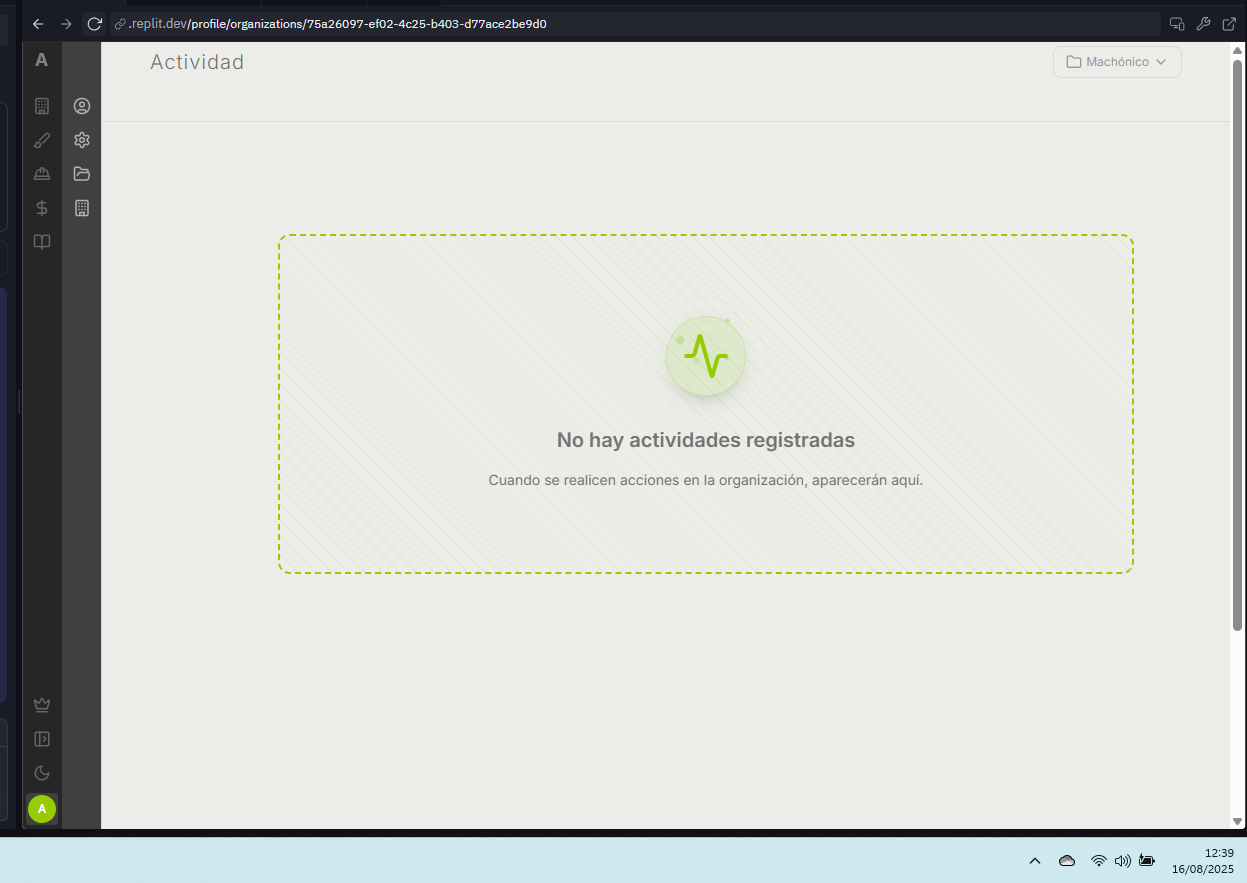 .replit.dev/profile/organizations/75a26097-ef02-4c25-b403-d77ace2be9d0
A
Actividad
Machónico
No hay actividades registradas
Cuando se realicen acciones en la organización, aparecerán aquí.
A
12:39
16/08/2025